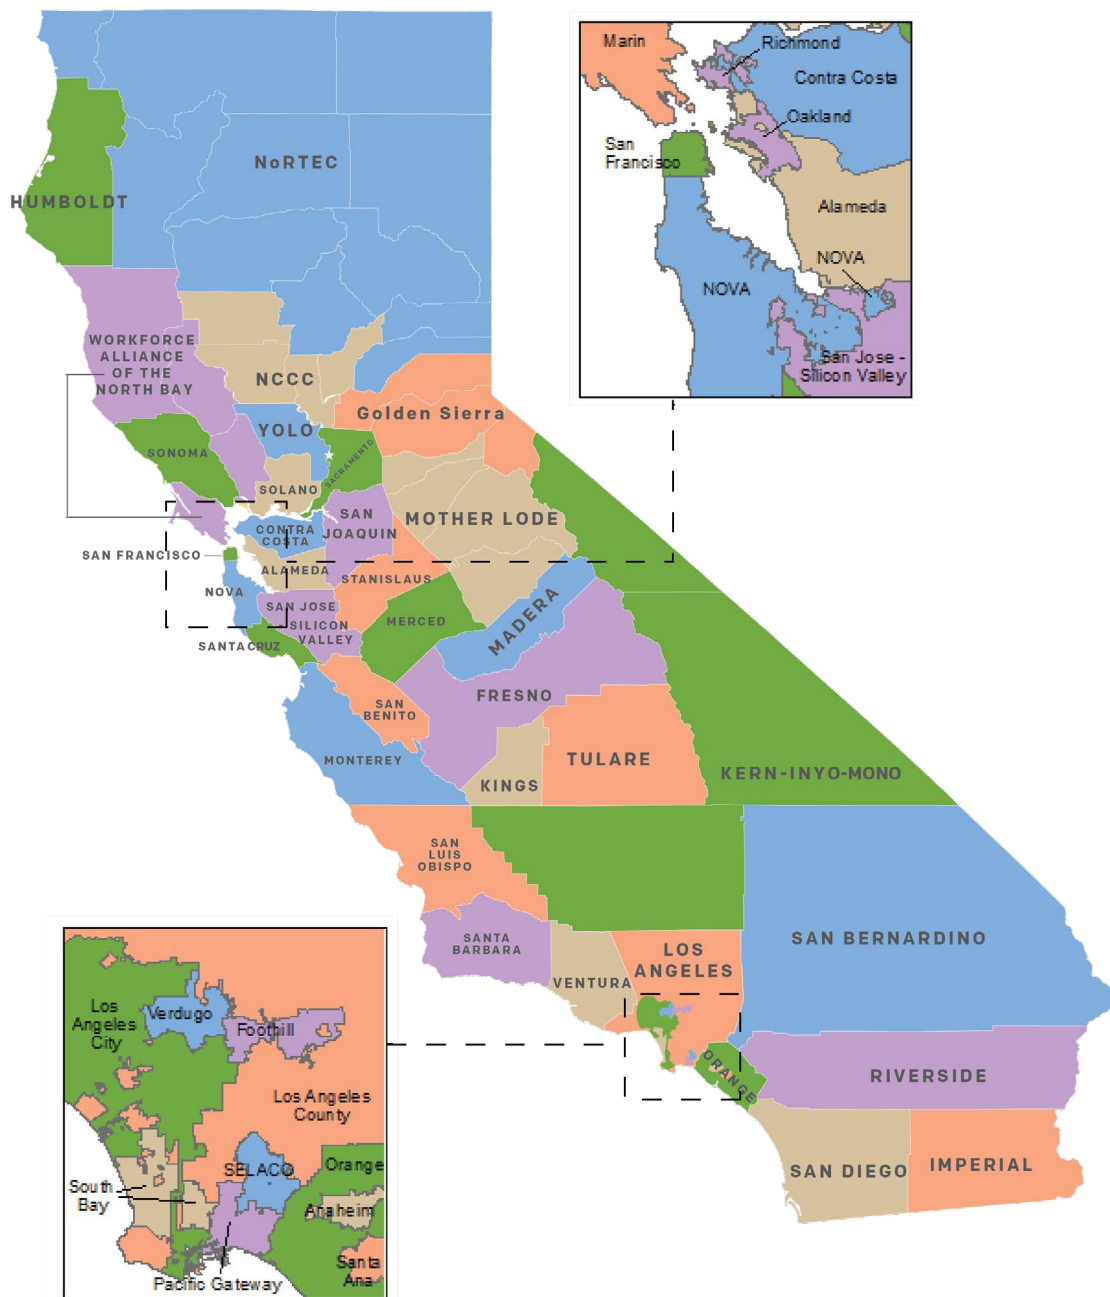 Marin
Richmond
Contra Costa
Oakland
San
Francisco
Alameda
NOVA
NOVA
San Jose -
Silicon Valley
NoRTEC
HUMBOLDT
WORKFORCE
ALLIANCE
OF THE
NORTH BAY
NCCC
Golden Sierra
YOLO
SONOMA
SACRAMENTO
SOLANO
SAN
JOAQUIN
MOTHER LODE
CONTRA
COSTA
SAN FRANCISCO
ALAMEDA
STANISLAUS
NOVA
SAN JOSE
SILICON
VALLEY
MERCED
MADERA
SANTACRUZ
FRESNO
SAN
BENITO
MONTEREY
KINGS
TULARE
KERN-INYO-MONO
SAN
LUIS
OBISPO
SANTA
BARBARA
VENTURA
LOS
ANGELES
SAN BERNARDINO
ORANGE
RIVERSIDE
SAN DIEGO
IMPERIAL
Los
Angeles
City
Verdugo
Foothill
Los Angeles
County
SELACO
Orange
South
Bay
Anaheim
Santa
Ana
Pacific Gateway